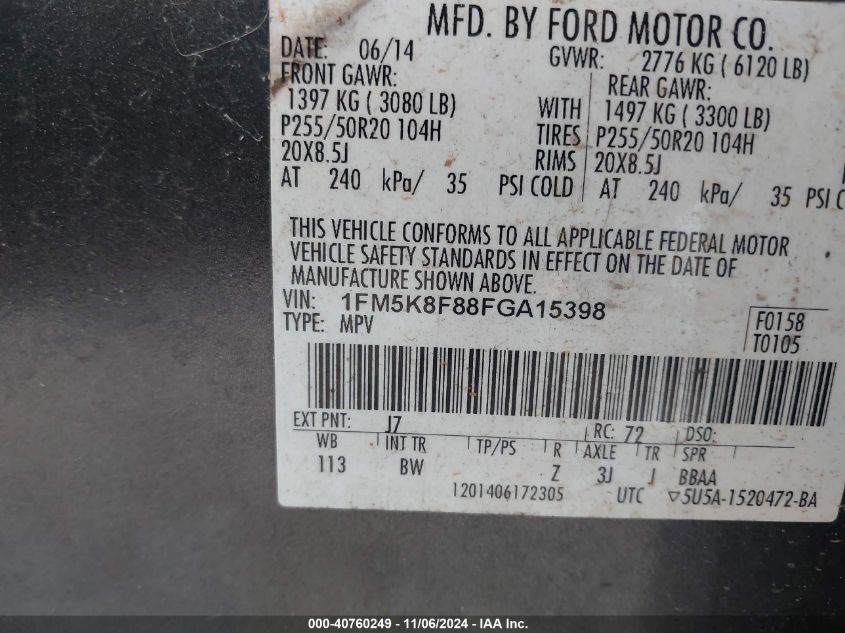 MFD. BY FORD MOTOR CO.
DATE: 06/14 GVWR: 2776 KG ( 6120 LB)
FRONT GAWR: REAR GAWR:
1397 KG ( 3080 LB) WITH 1497 KG ( 3300 LB)
P255/50R20 104H TIRES P255/50R20 104H
20X8.5J RIMS 20X8.5J
AT 240 kPa/ 35 PSI COLD AT 240 kPa/ 35 PSI C
THIS VEHICLE CONFORMS TO ALL APPLICABLE FEDERAL MOTOR
VEHICLE SAFETY STANDARDS IN EFFECT ON THE DATE OF
MANUFACTURE SHOWN ABOVE.
VIN: 1FM5K8F88FGA15398
TYPE: MPV
F0158
T0105
EXT PNT: J7 RC: 72 DSO:
WB INT TR TP/PS R AXLE TR SPR
113 BW Z 3J J BBAA
1201406172305 UTC ▽5U5A-1520472-BA
000-40760249 - 11/06/2024 - IAA Inc.